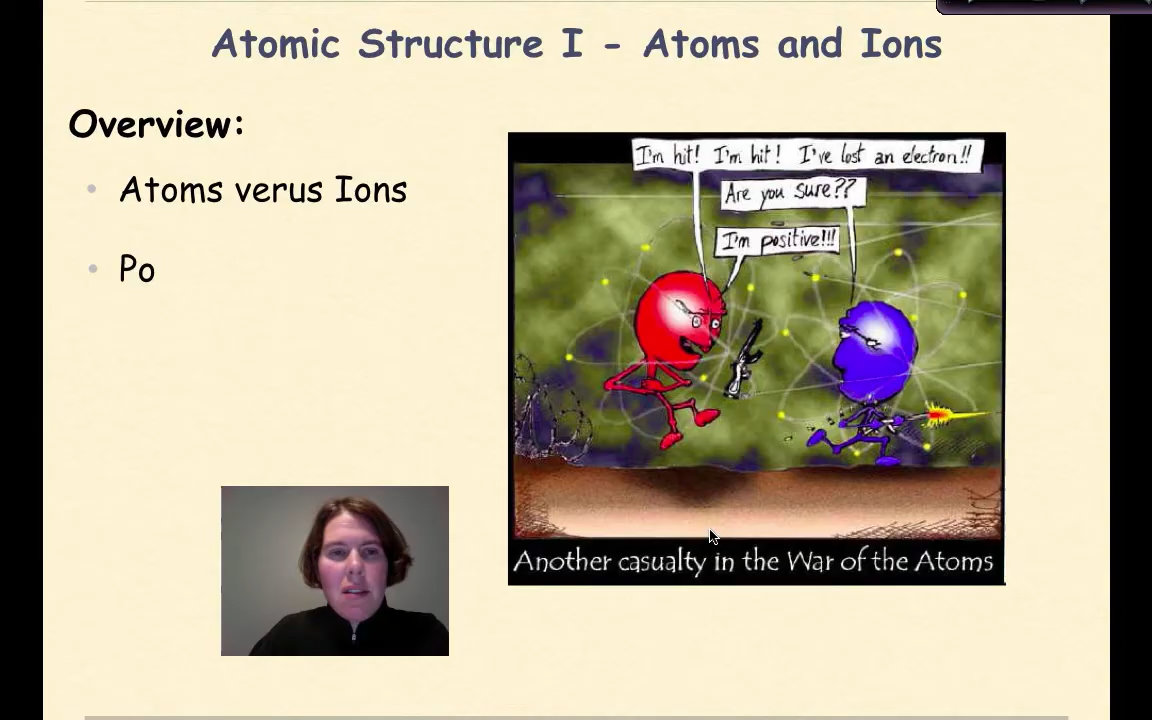 Atomic Structure I - Atoms and Ions
Overview:
• Atoms verus Ions
• Po
I'm hit! I'm hit! I've lost an electron!!
Are you sure??
I'm positive!!!
Another casualty in the War of the Atoms